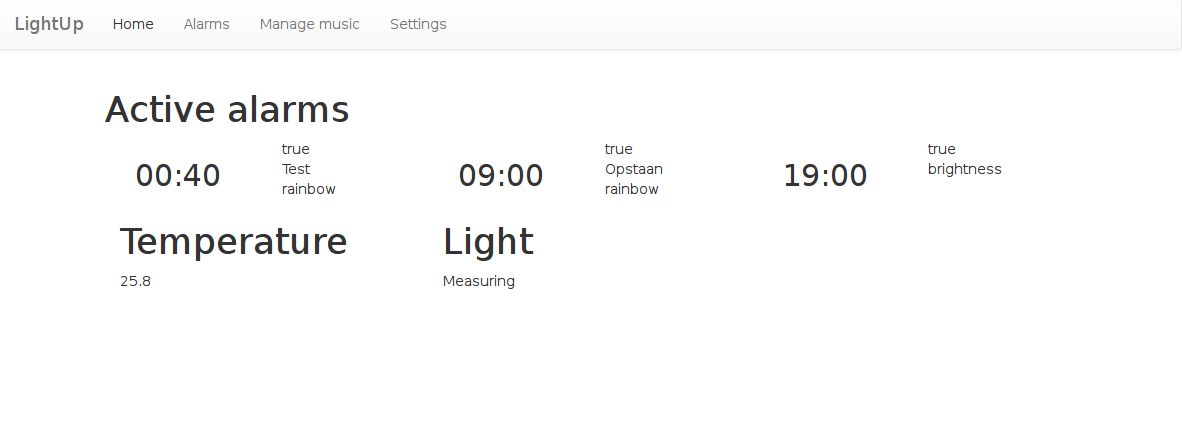 LightUp Home Alarms Manage music Settings
Active alarms
00:40
true
Test
rainbow
09:00
true
Opstaan
rainbow
19:00
true
brightness
Temperature
25.8
Light
Measuring